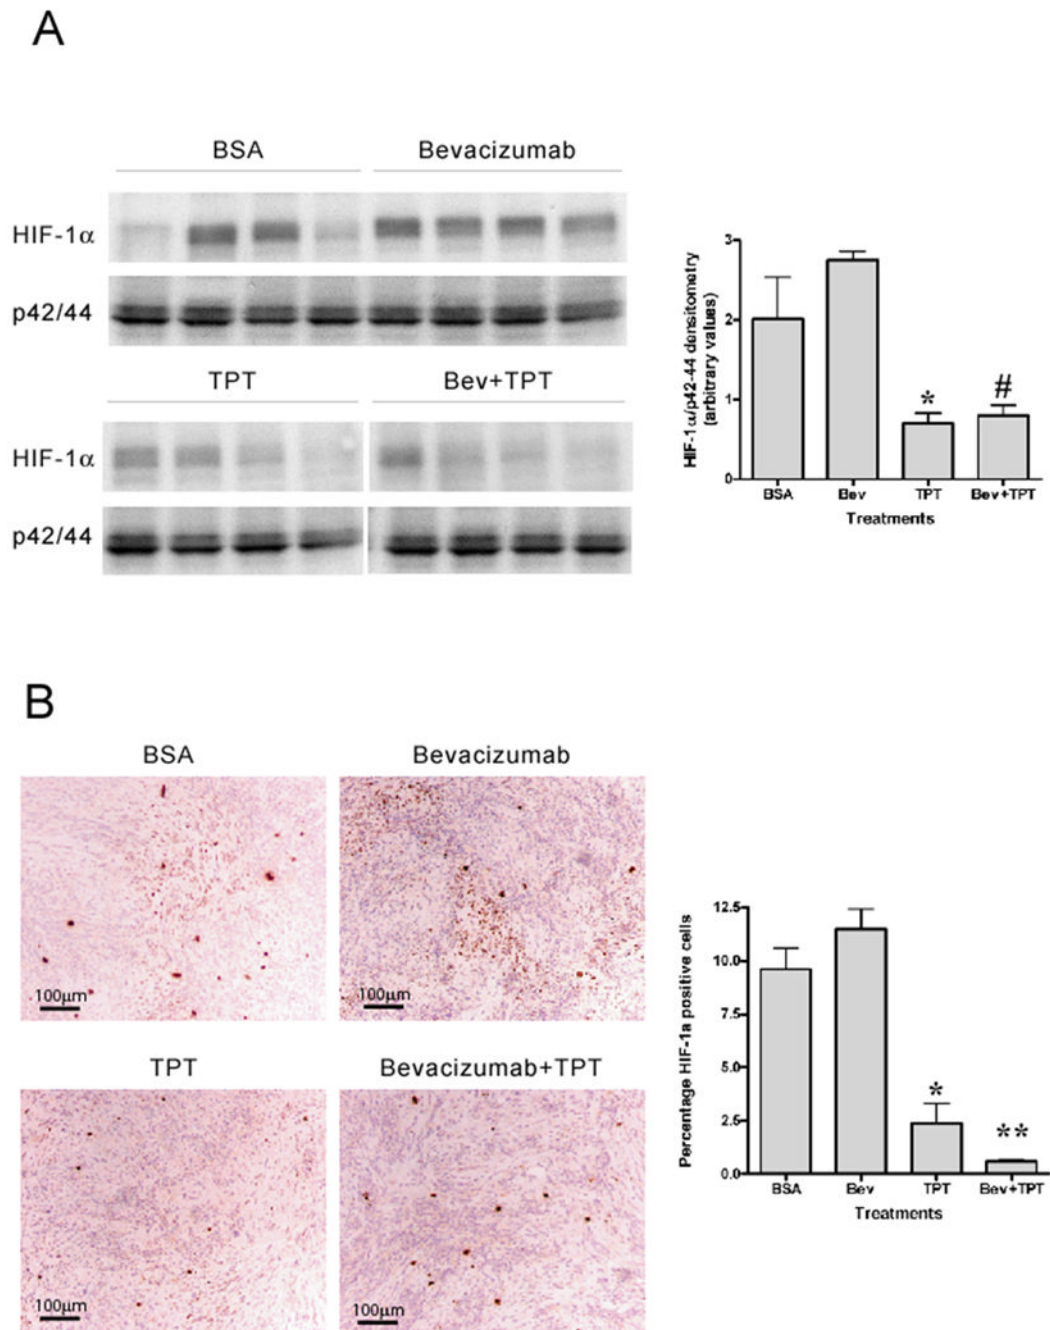 A
BSA Bevacizumab
HIF-1α
p42/44
TPT Bev+TPT
HIF-1α
p42/44
HIF-1α/p42-44 densitometry
(arbitrary values)
3
2
1
0
*
#
BSA Bev TPT Bev+TPT
Treatments
B
BSA Bevacizumab
100µm 100µm
TPT Bevacizumab+TPT
100µm 100µm
Percentage HIF-1a positive cells
12.5
10.0
7.5
5.0
2.5
0.0
*
**
BSA Bev TPT Bev+TPT
Treatments